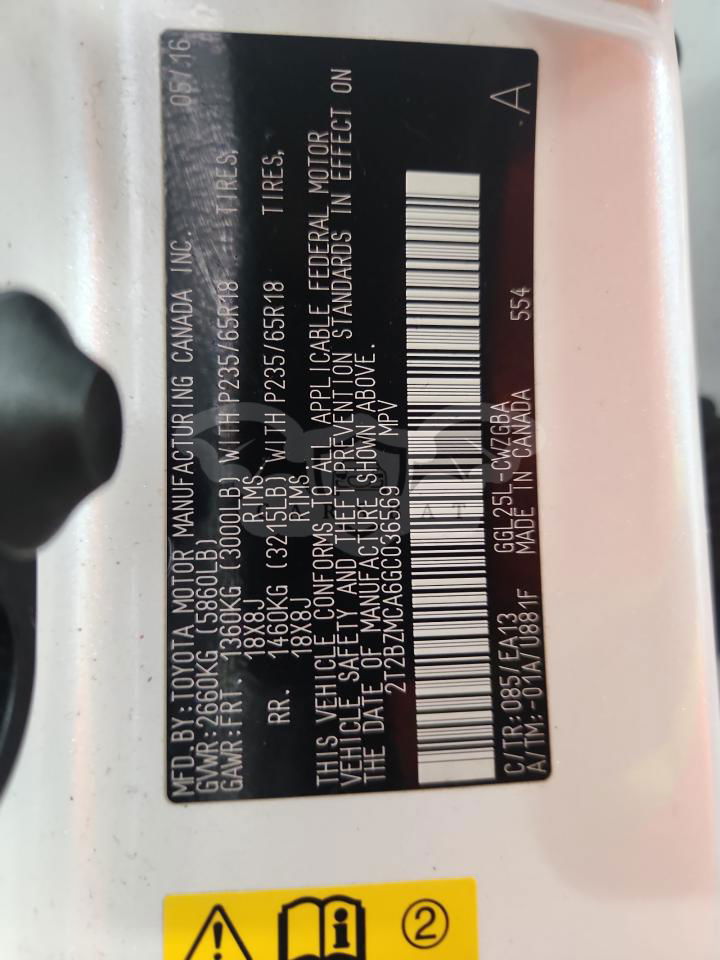 MFD.BY:TOYOTA MOTOR MANUFACTURING CANADA INC. 05/16
GVWR:2660KG (5860LB)
GAWR:FRT. 1360KG (3000LB) WITH P235/65R18 TIRES,
18X8J RIMS,
RR. 1460KG (3215LB) WITH P235/65R18 TIRES,
18X8J RIMS
THIS VEHICLE CONFORMS TO ALL APPLICABLE FEDERAL MOTOR
VEHICLE SAFETY AND THEFT PREVENTION STANDARDS IN EFFECT ON
THE DATE OF MANUFACTURE SHOWN ABOVE.
2T2BZMCA6GC036569 MPV
C/TR:085/EA13 GGL25L-CWZGBA
A/TM:-01A/U881F MADE IN CANADA 554 A
2